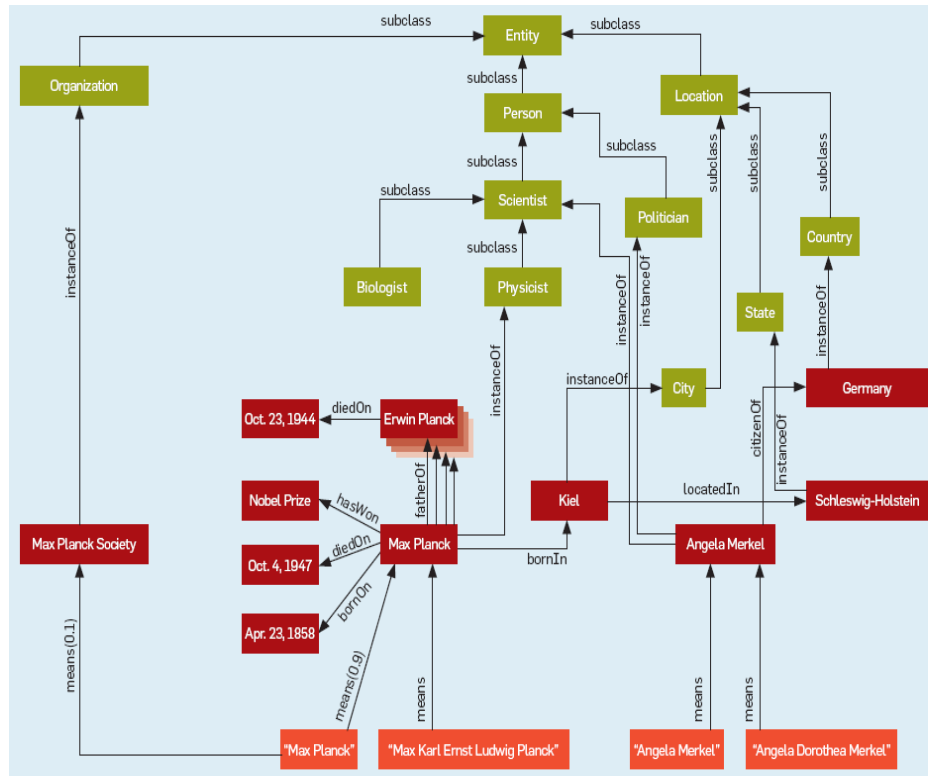 subclass
Entity
subclass
Organization
subclass
Location
Person
subclass
subclass
subclass
subclass
subclass
subclass
Scientist
Politician
Country
instanceOf
subclass
Biologist
Physicist
instanceOf
instanceOf
State
instanceOf
instanceOf
instanceOf
City
Germany
Oct. 23, 1944
diedOn
Erwin Planck
citizenOf
instanceOf
fatherOf
Nobel Prize
hasWon
Kiel
locatedIn
Schleswig-Holstein
Max Planck Society
diedOn
Max Planck
bornIn
Angela Merkel
Oct. 4, 1947
bornOn
Apr. 23, 1858
means(0.1)
means(0.9)
means
means
means
"Max Planck"
"Max Karl Ernst Ludwig Planck"
"Angela Merkel"
"Angela Dorothea Merkel"